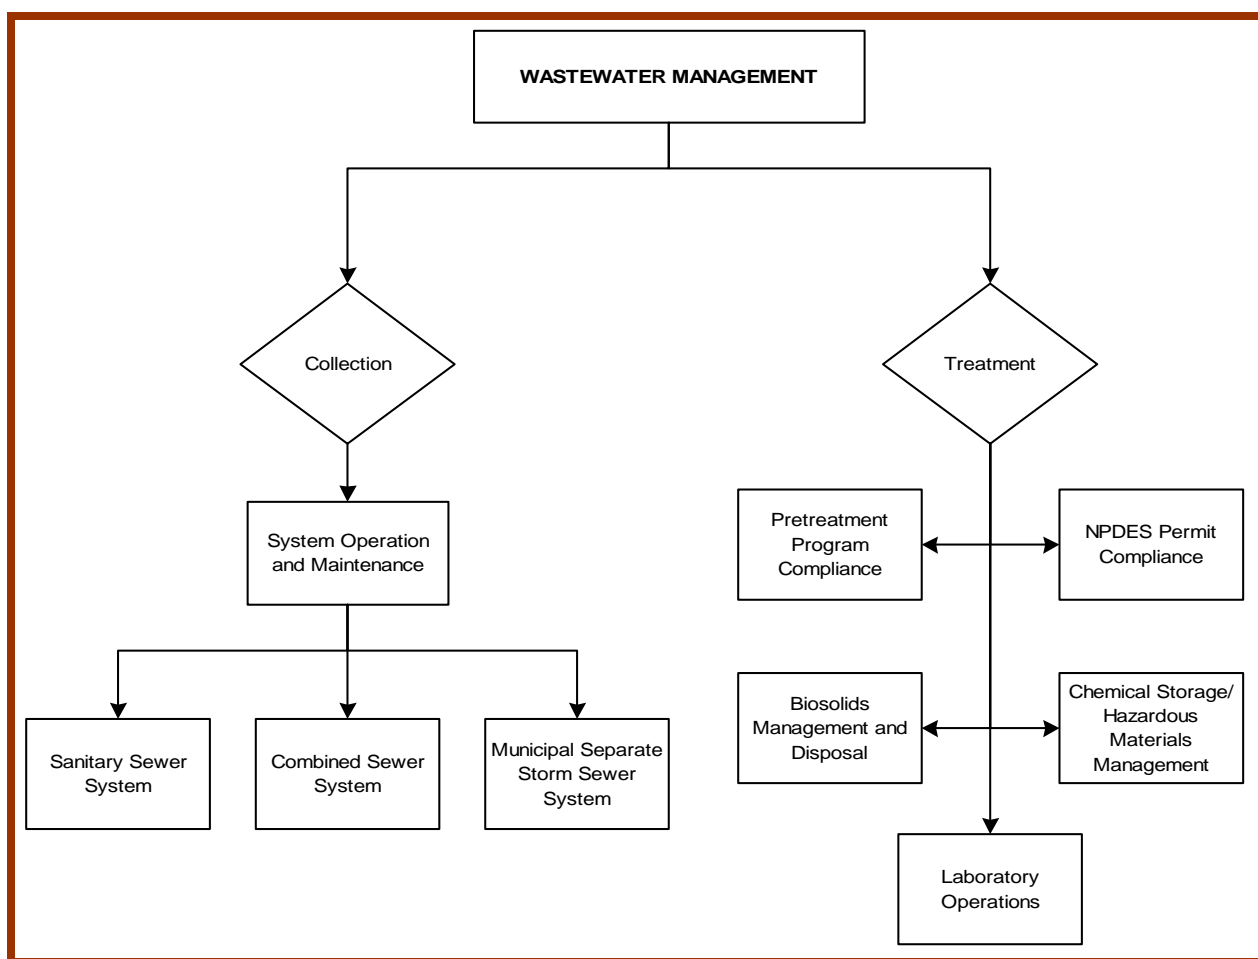 WASTEWATER MANAGEMENT
Collection
Treatment
System Operation
and Maintenance
Pretreatment
Program
Compliance
NPDES Permit
Compliance
Sanitary Sewer
System
Combined Sewer
System
Municipal Separate
Storm Sewer
System
Biosolids
Management and
Disposal
Chemical Storage/
Hazardous
Materials
Management
Laboratory
Operations